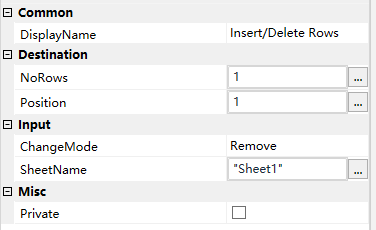 Common
DisplayName Insert/Delete Rows
Destination
NoRows 1 ...
Position 1 ...
Input
ChangeMode Remove
SheetName "Sheet1" ...
Misc
Private